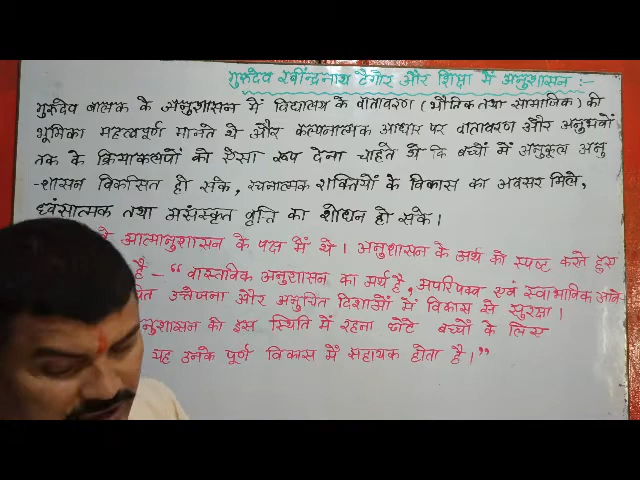 गुरुदेव रवींन्द्रनाथ टैगोर और शिक्षा में अनुशासन :-
गुरुदेव बालक के अनुशासन में विद्यालय के वातावरण (भौतिक तथा सामाजिक) की
भूमिका महत्वपूर्ण मानते थे और कल्पनात्मक आधार पर वातावरण और अनुभवों
तक के क्रियाकलापों को ऐसा रूप देना चाहते थे कि बच्चों में अनुकूल अनु
-शासन विकसित हो सके, रचनात्मक शक्तियों के विकास का अवसर मिले,
ध्वंसात्मक तथा असंस्कृत वृत्ति का शोधन हो सके।
वे आत्मानुशासन के पक्ष में थे। अनुशासन के अर्थ को स्पष्ट करते हुए
है - "वास्तविक अनुशासन का अर्थ है, अपरिपक्व एवं स्वाभाविक आवे-
उत्तेजना और अनुचित दिशाओं में विकास से सुरक्षा।
नुशासन की इस स्थिति में रहना छोटे बच्चों के लिए
यह उनके पूर्ण विकास में सहायक होता है।"